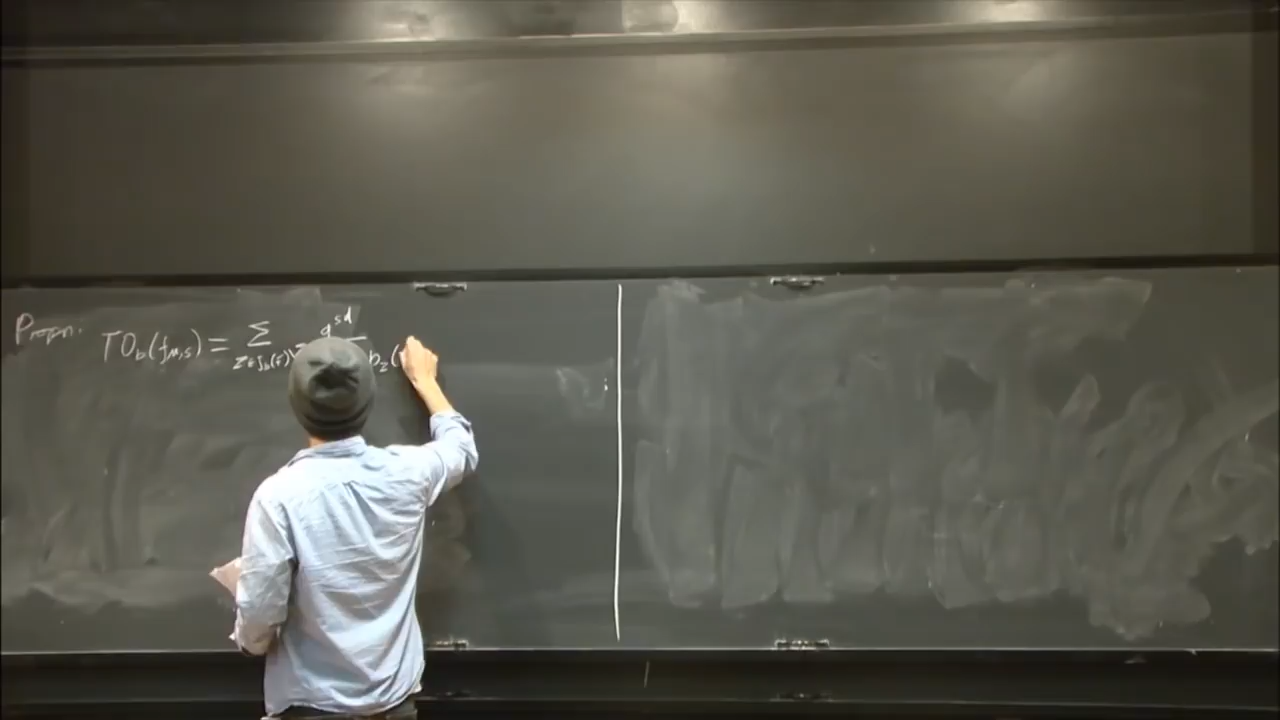 Propn. TO_b(f_{μ,s}) = Σ_{Z∈J_b(F)} q^{sd} b_z(